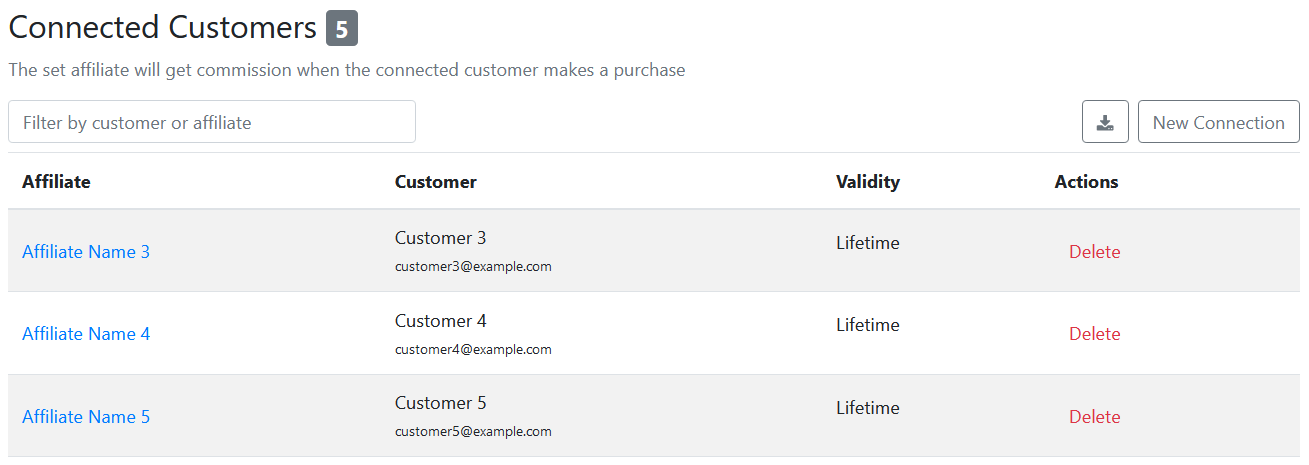 Connected Customers 5
The set affiliate will get commission when the connected customer makes a purchase
Filter by customer or affiliate
New Connection
Affiliate Customer Validity Actions
Affiliate Name 3 Customer 3 Lifetime Delete
customer3@example.com
Affiliate Name 4 Customer 4 Lifetime Delete
customer4@example.com
Affiliate Name 5 Customer 5 Lifetime Delete
customer5@example.com